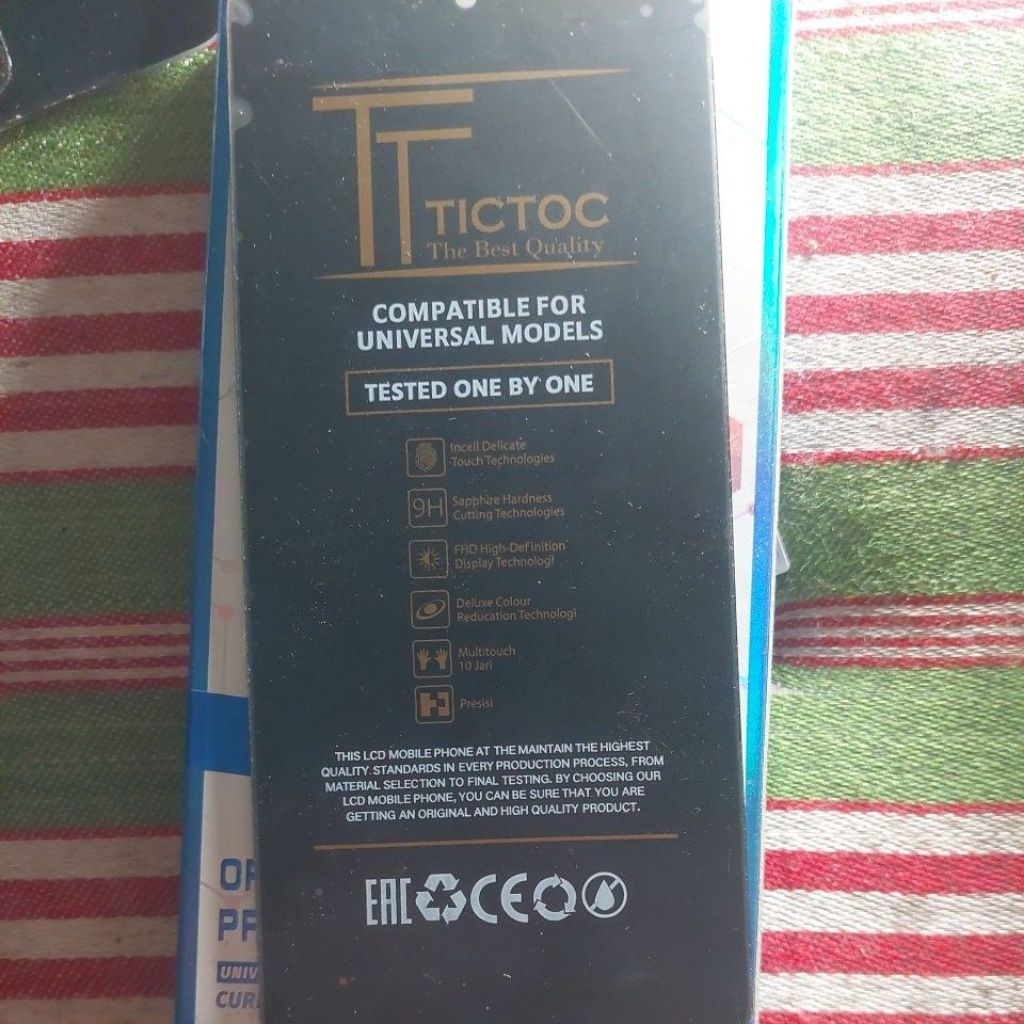 TT
TICTOC
The Best Quality
COMPATIBLE FOR
UNIVERSAL MODELS
TESTED ONE BY ONE
Incell Delicate
Touch Technologies
9H
Sapphire Hardness
Cutting Technologies
FHD High-Definition
Display Technologi
Deluxe Colour
Reducation Technologi
Multitouch
10 Jari
Presisi
THIS LCD MOBILE PHONE AT THE MAINTAIN THE HIGHEST
QUALITY STANDARDS IN EVERY PRODUCTION PROCESS, FROM
MATERIAL SELECTION TO FINAL TESTING. BY CHOOSING OUR
LCD MOBILE PHONE, YOU CAN BE SURE THAT YOU ARE
GETTING AN ORIGINAL AND HIGH QUALITY PRODUCT.
EAC CE